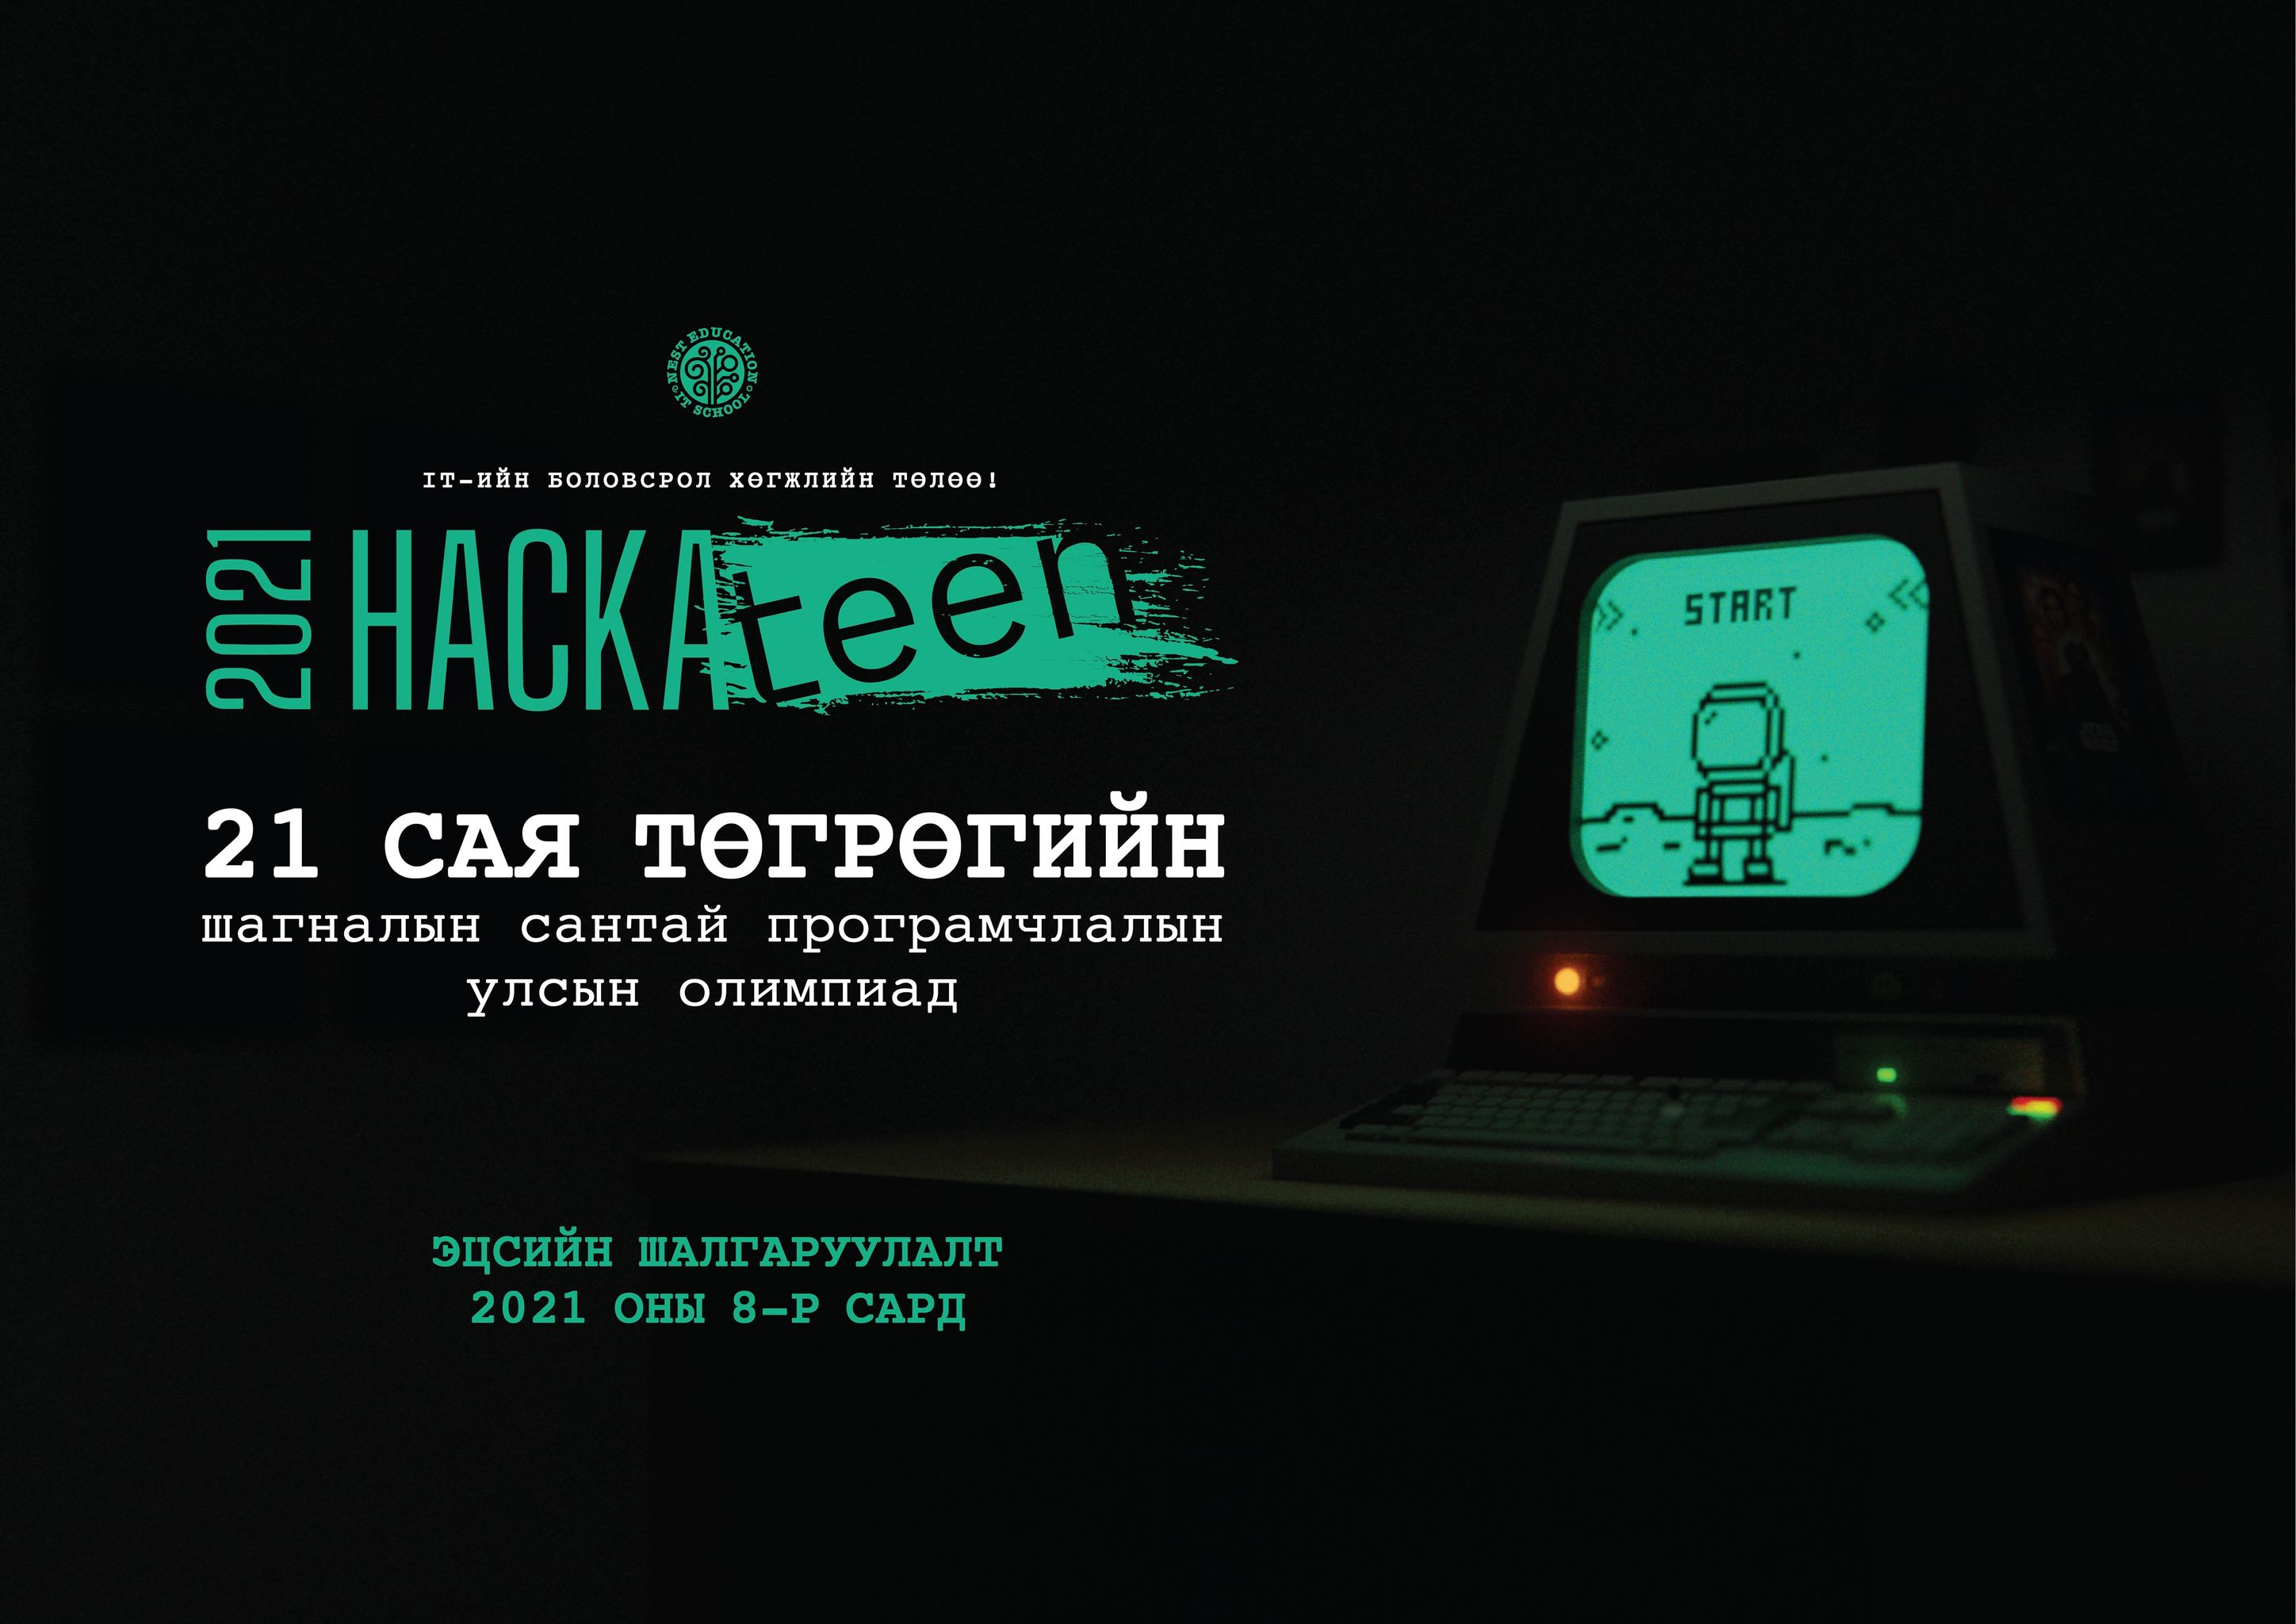 NEST EDUCATION
IT SCHOOL
IT-ИЙН БОЛОВСРОЛ ХӨГЖЛИЙН ТӨЛӨӨ!
2021 HACKAteen
21 САЯ ТӨГРӨГИЙН
шагналын сантай програмчлалын
улсын олимпиад
ЭЦСИЙН ШАЛГАРУУЛАЛТ
2021 ОНЫ 8-Р САРД
START